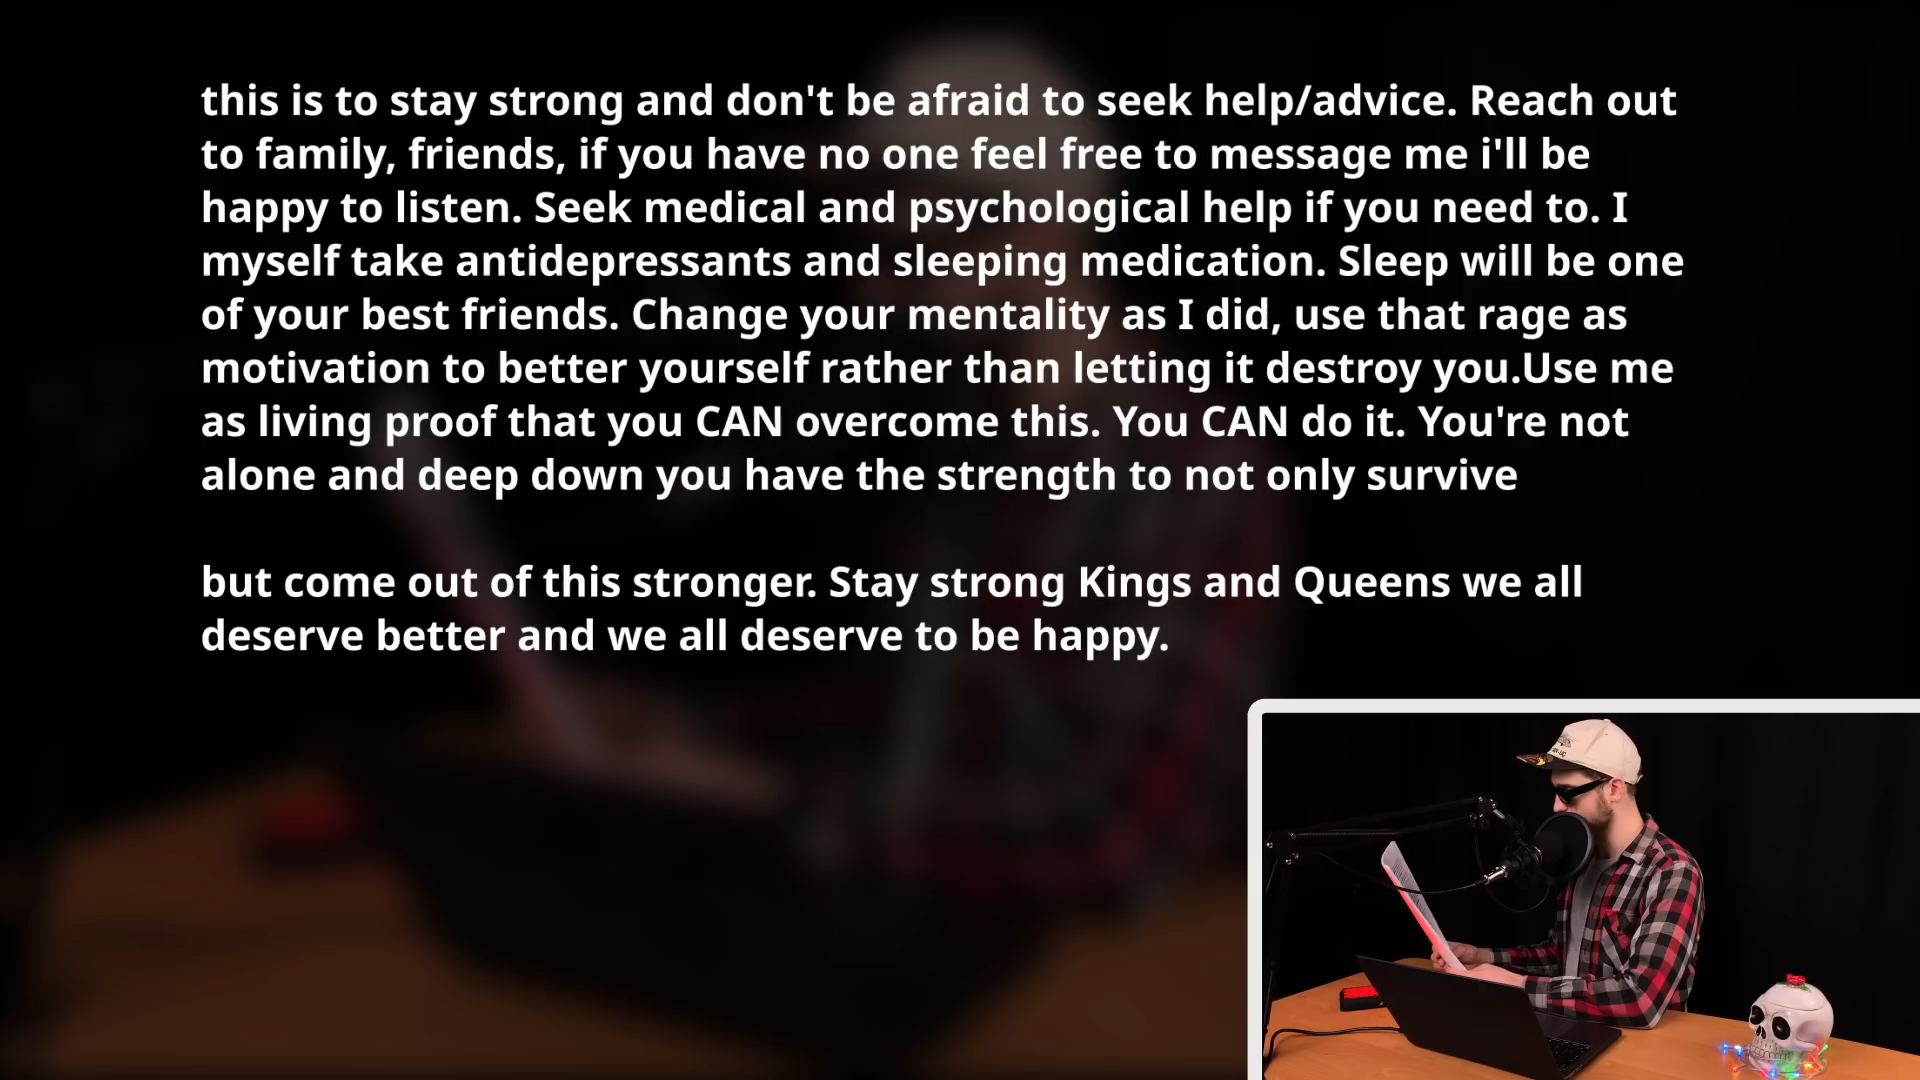 this is to stay strong and don't be afraid to seek help/advice. Reach out
to family, friends, if you have no one feel free to message me i'll be
happy to listen. Seek medical and psychological help if you need to. I
myself take antidepressants and sleeping medication. Sleep will be one
of your best friends. Change your mentality as I did, use that rage as
motivation to better yourself rather than letting it destroy you.Use me
as living proof that you CAN overcome this. You CAN do it. You're not
alone and deep down you have the strength to not only survive
but come out of this stronger. Stay strong Kings and Queens we all
deserve better and we all deserve to be happy.